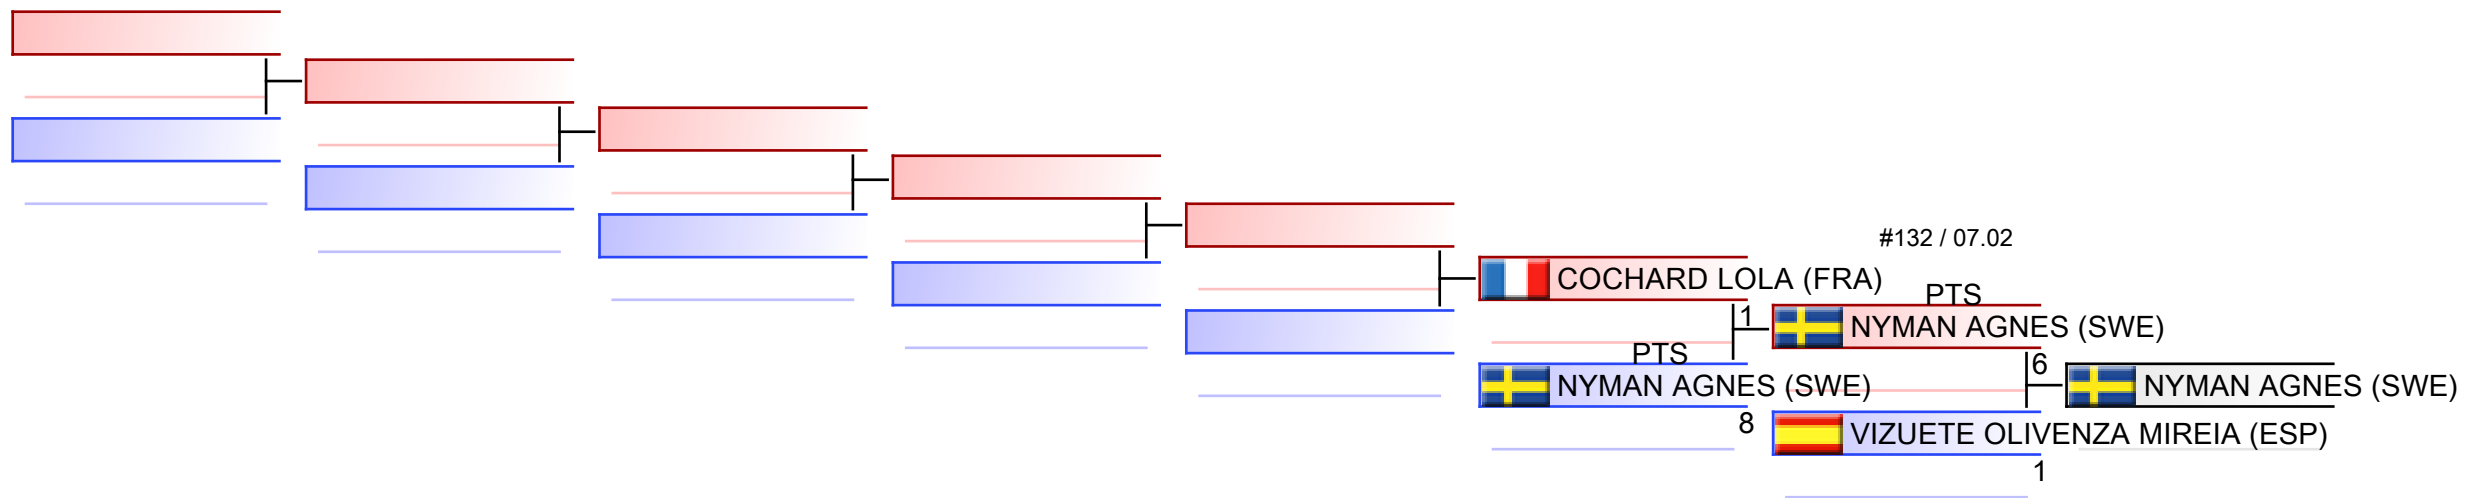 #132 / 07.02
COCHARD LOLA (FRA)
PTS
1
NYMAN AGNES (SWE)
PTS
6
NYMAN AGNES (SWE)
NYMAN AGNES (SWE)
8
VIZUETE OLIVENZA MIREIA (ESP)
1